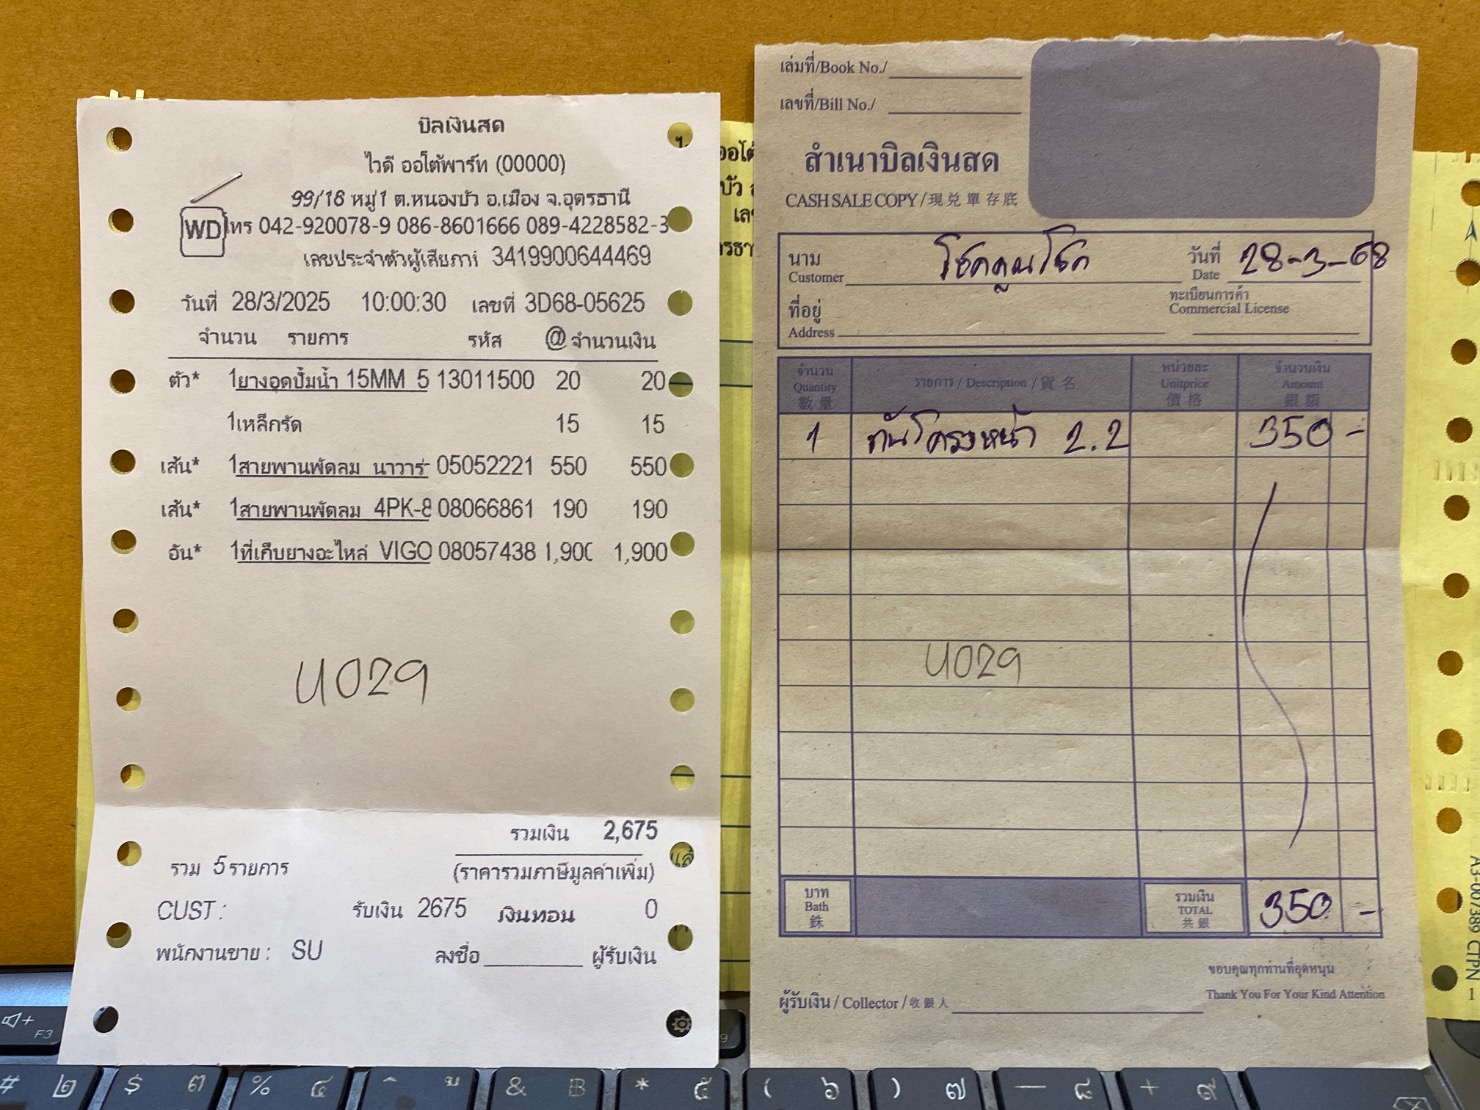 บิลเงินสด
ไวดี ออโต้พาร์ท (00000)
99/18 หมู่1 ต.หนองบัว อ.เมือง จ.อุดรธานี
WD
โทร 042-920078-9 086-8601666 089-4228582-3
เลขประจำตัวผู้เสียภาษี 3419900644469
วันที่ 28/3/2025 10:00:30 เลขที่ 3D68-05625
จำนวน รายการ รหัส @ จำนวนเงิน
ตัว* 1ยางอุดปั้มน้ำ 15MM 5 13011500 20 20
1เหล็กรัด 15 15
เส้น* 1สายพานพัดลม นาวาร่ 05052221 550 550
เส้น* 1สายพานพัดลม 4PK-8 08066861 190 190
อัน* 1ที่เก็บยางอะไหล่ VIGO 08057438 1,900 1,900
U029
รวมเงิน 2,675
รวม 5รายการ (ราคารวมภาษีมูลค่าเพิ่ม)
CUST: รับเงิน 2675 เงินทอน 0
พนักงานขาย: SU ลงชื่อ ผู้รับเงิน
เล่มที่/Book No./
เลขที่/Bill No./
สำเนาบิลเงินสด
CASH SALE COPY / 現兌單存底
นาม โชคคูณโชค วันที่ 28-3-68
Customer Date
ที่อยู่ ทะเบียนการค้า
Address Commercial License
จำนวน รายการ / Description / 貨名 หน่วยละ จำนวนเงิน
Quantity Unitprice Amount
數量 價格 銀額
1 กันโครงหน้า 2.2 350 -
U029
บาท รวมเงิน 350 -
Bath TOTAL
銖 共銀
ขอบคุณทุกท่านที่อุดหนุน
Thank You For Your Kind Attention
ผู้รับเงิน / Collector / 收銀人
A3-007389 CTPN - 1
F3
# ๒ $ ๓ % ๔ & ฿ * ๕ ( ๖ ) ๗ — ๘ + ๙